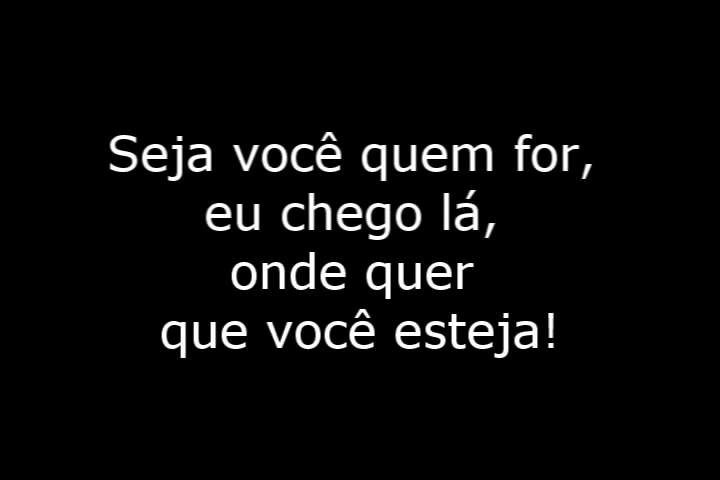 Seja você quem for,
eu chego lá,
onde quer
que você esteja!